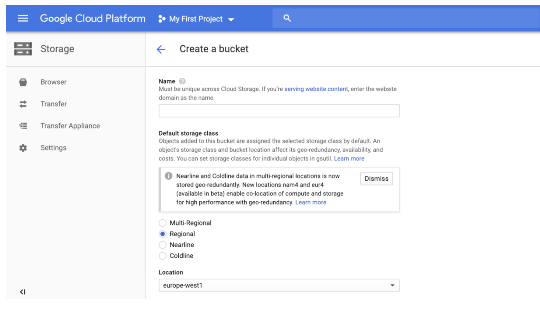 Google Cloud Platform
My First Project
Storage
Create a bucket
Browser
Transfer
Transfer Appliance
Settings
Name
Must be unique across Cloud Storage. If you're serving website content, enter the website
domain as the name.
Default storage class
Objects added to this bucket are assigned the selected storage class by default. An
object's storage class and bucket location affect its geo-redundancy, availability, and
costs. You can set storage classes for individual objects in gsutil. Learn more
Nearline and Coldline data in multi-regional locations is now
stored geo-redundantly. New locations nam4 and eur4
(available in beta) enable co-location of compute and storage
for high performance with geo-redundancy. Learn more
Dismiss
Multi-Regional
Regional
Nearline
Coldline
Location
europe-west1